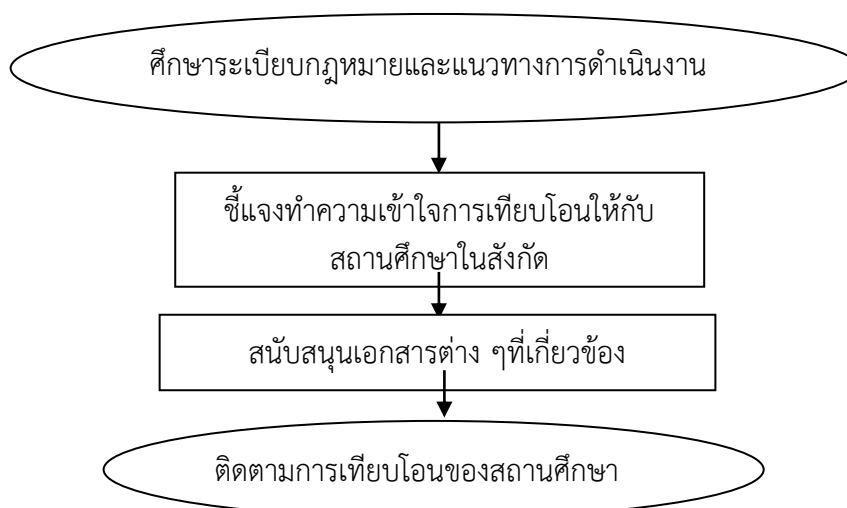 ศึกษาระเบียบกฎหมายและแนวทางการดำเนินงาน
ชี้แจงทำความเข้าใจการเทียบโอนให้กับ
สถานศึกษาในสังกัด
สนับสนุนเอกสารต่าง ๆที่เกี่ยวข้อง
ติดตามการเทียบโอนของสถานศึกษา